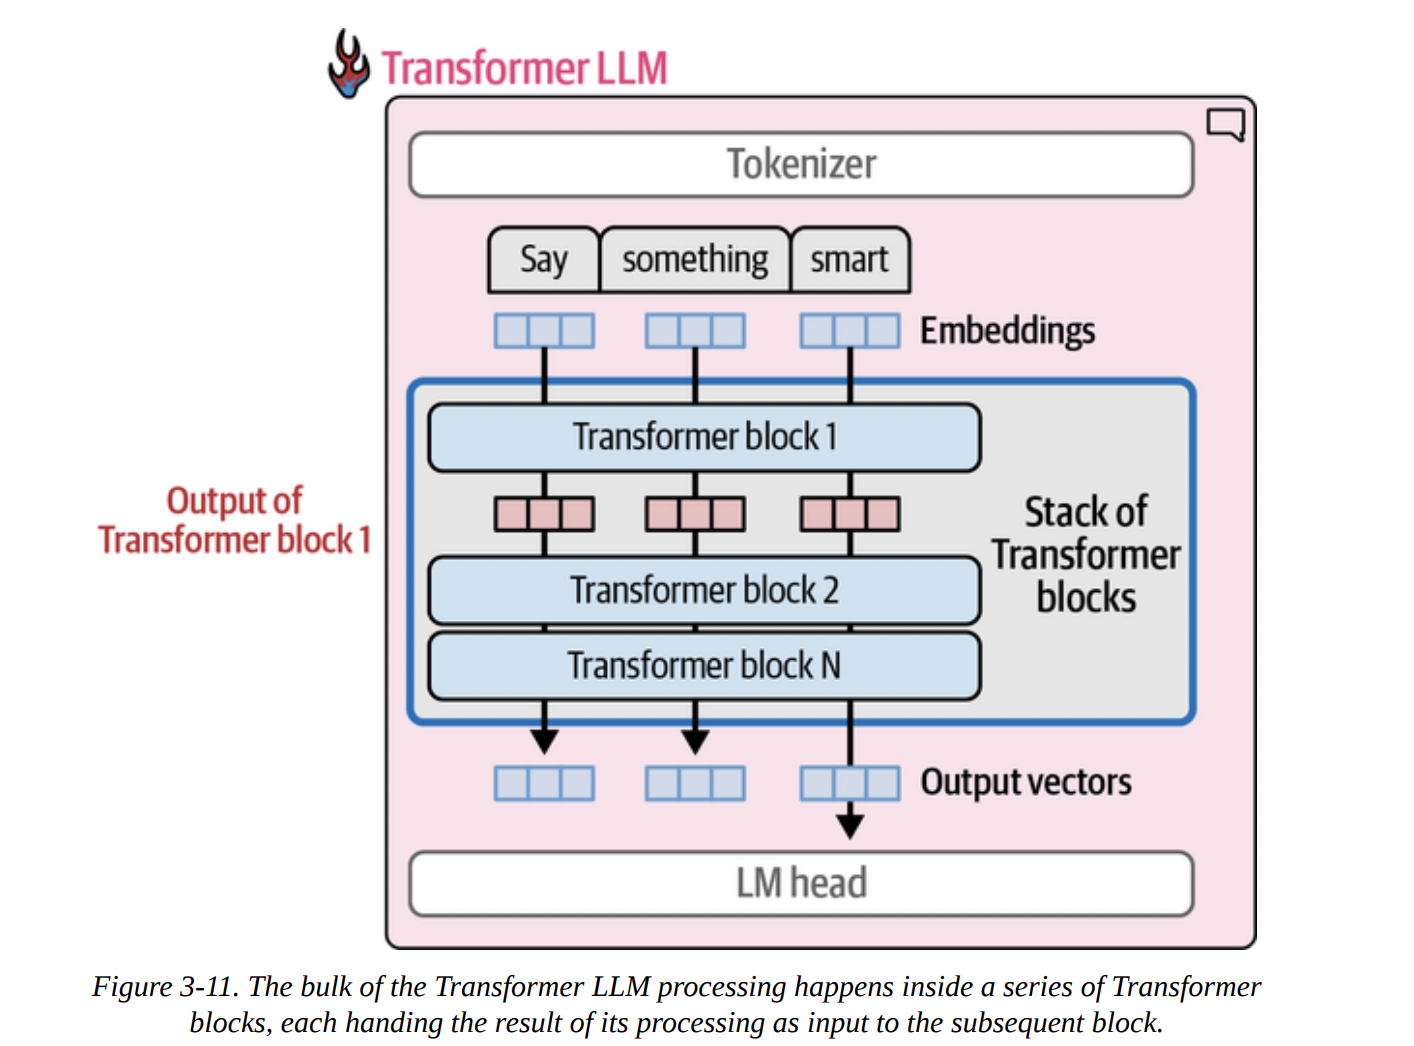 Transformer LLM
Tokenizer
Say something smart
Embeddings
Transformer block 1
Output of
Transformer block 1
Stack of
Transformer
blocks
Transformer block 2
Transformer block N
Output vectors
LM head
Figure 3-11. The bulk of the Transformer LLM processing happens inside a series of Transformer
blocks, each handing the result of its processing as input to the subsequent block.